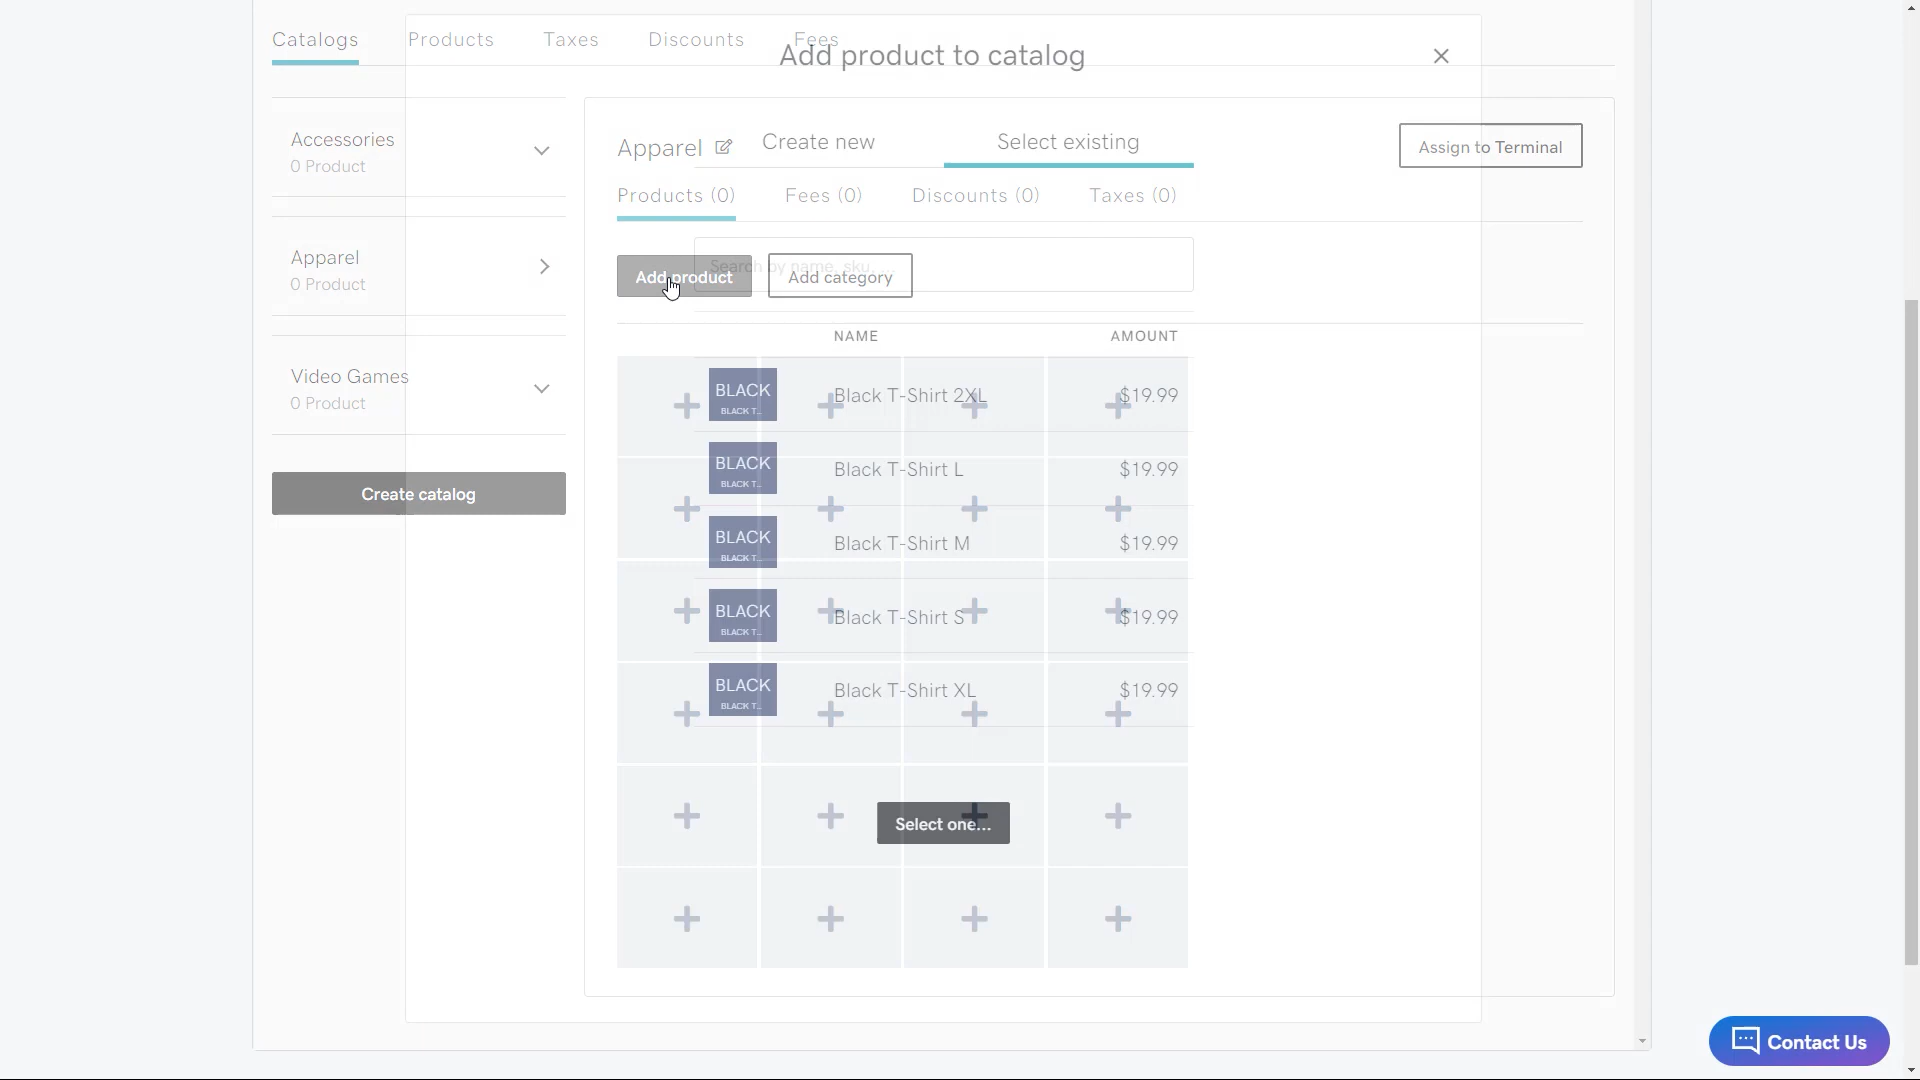 Catalogs Products Taxes Discounts Fees
Add product to catalog
Accessories
0 Product
Apparel
0 Product
Video Games
0 Product
Create catalog
Apparel
Create new Select existing
Assign to Terminal
Products (0) Fees (0) Discounts (0) Taxes (0)
Search by name, sku...
Add product Add category
NAME AMOUNT
BLACK
BLACK T...
Black T-Shirt 2XL $19.99
BLACK
BLACK T...
Black T-Shirt L $19.99
BLACK
BLACK T...
Black T-Shirt M $19.99
BLACK
BLACK T...
Black T-Shirt S $19.99
BLACK
BLACK T...
Black T-Shirt XL $19.99
Select one...
Contact Us